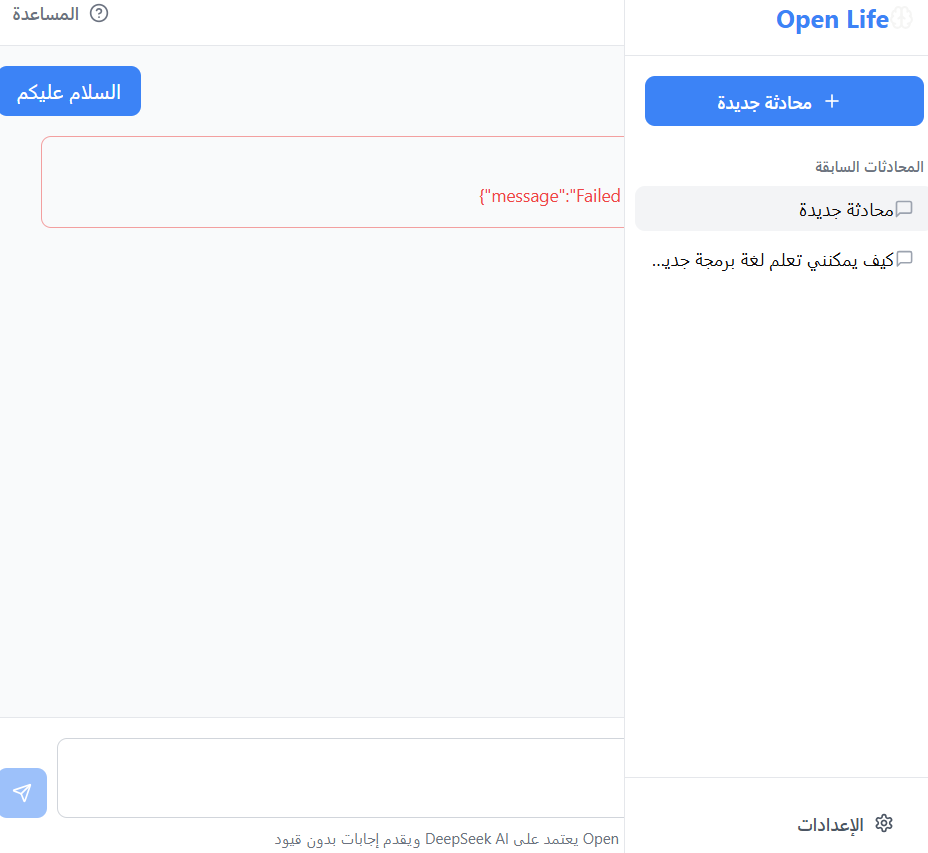 Open Life
محادثة جديدة
المحادثات السابقة
محادثة جديدة
كيف يمكنني تعلم لغة برمجة جديـ...
الإعدادات
المساعدة
السلام عليكم
{"message":"Failed
Open يعتمد على DeepSeek AI ويقدم إجابات بدون قيود